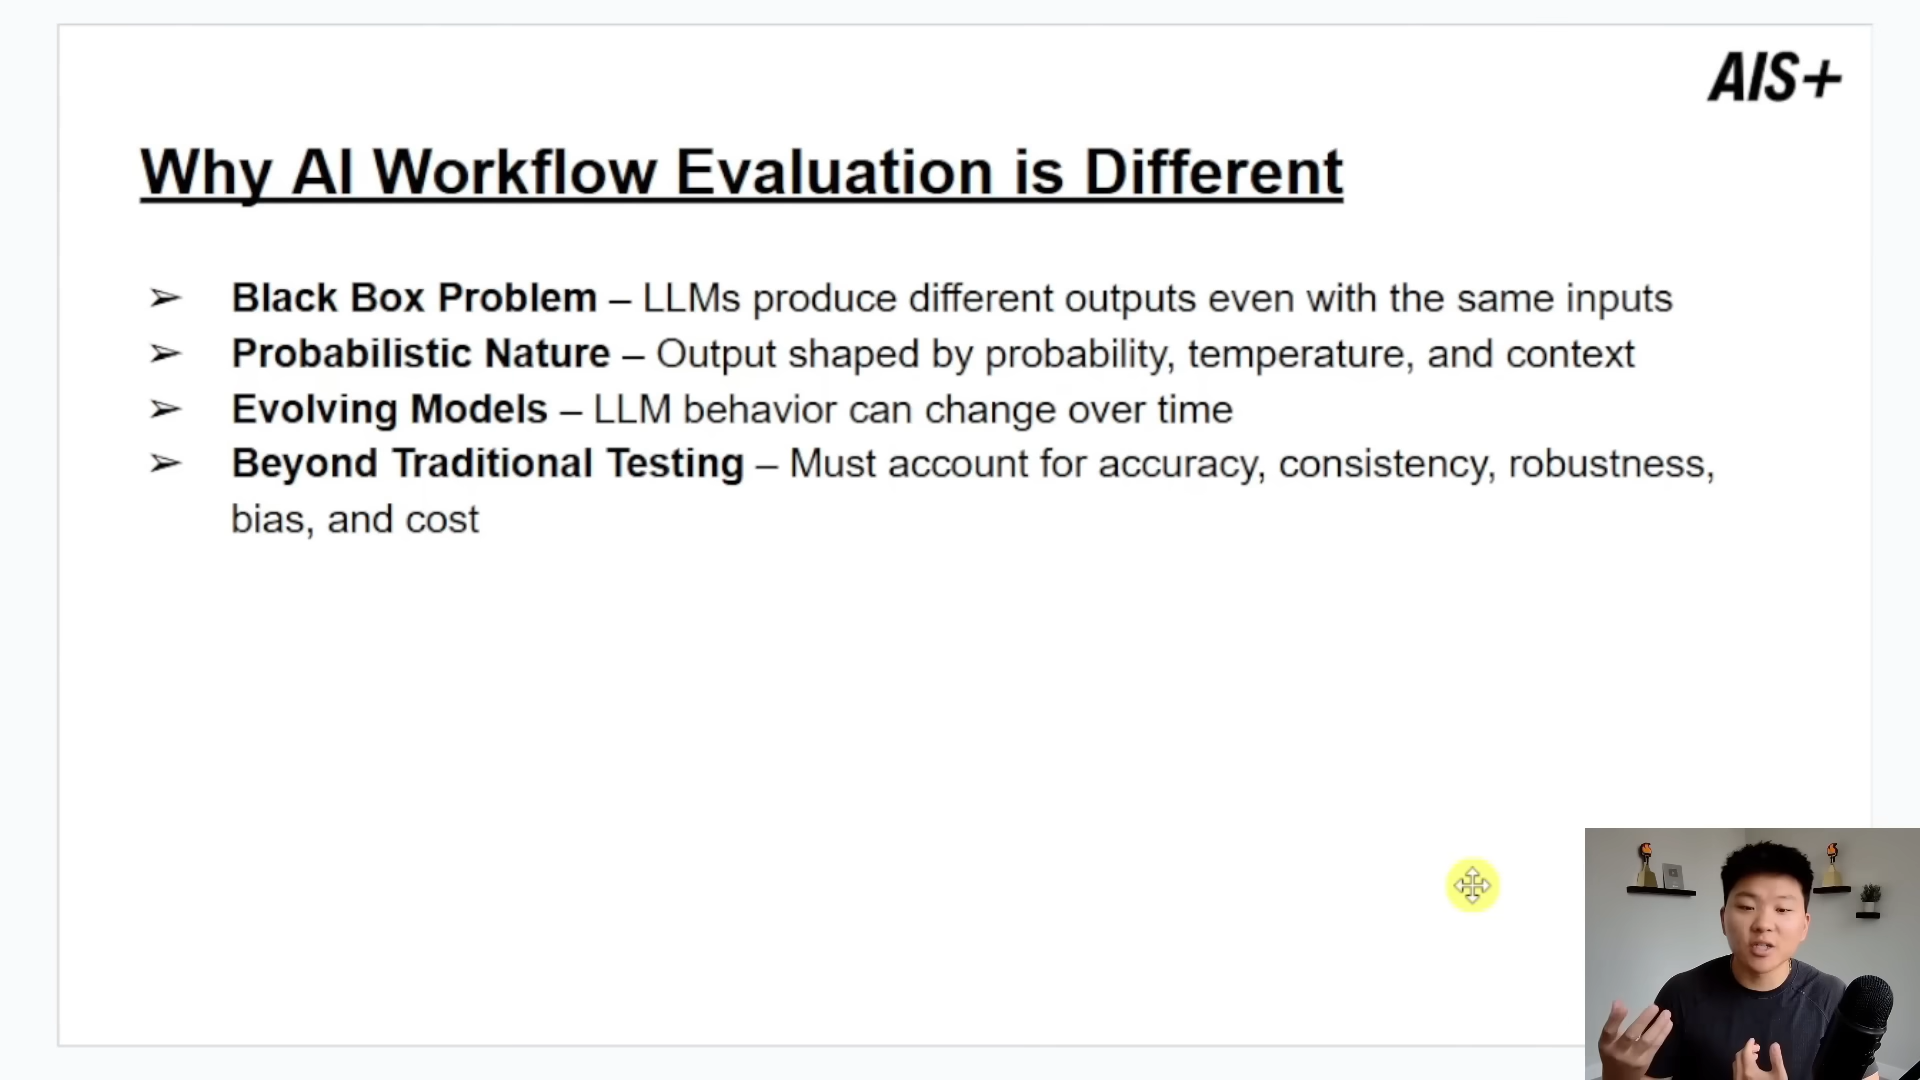 AIS+
Why AI Workflow Evaluation is Different
➢ Black Box Problem – LLMs produce different outputs even with the same inputs
➢ Probabilistic Nature – Output shaped by probability, temperature, and context
➢ Evolving Models – LLM behavior can change over time
➢ Beyond Traditional Testing – Must account for accuracy, consistency, robustness,
bias, and cost